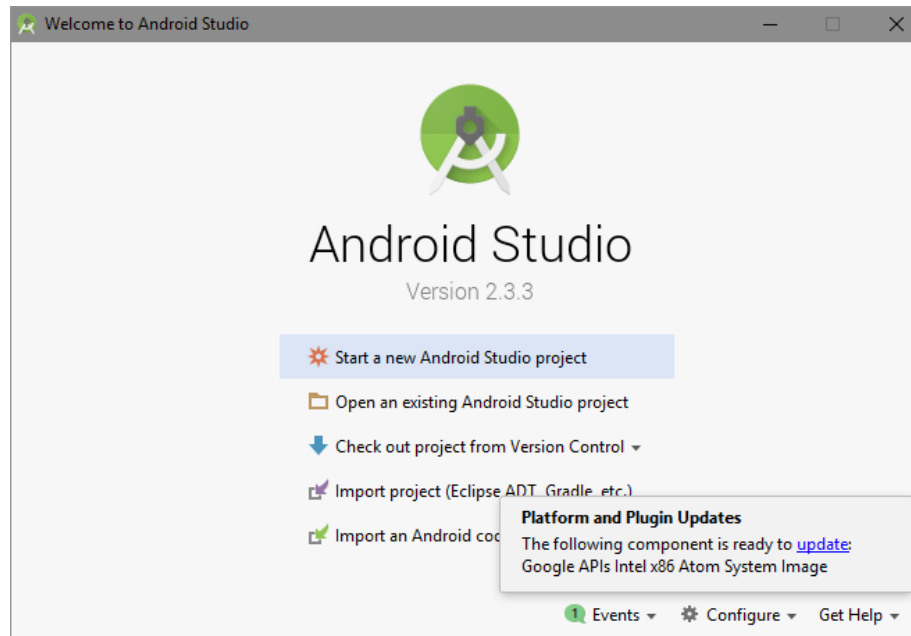 Welcome to Android Studio
Android Studio
Version 2.3.3
Start a new Android Studio project
Open an existing Android Studio project
Check out project from Version Control
Import project (Eclipse ADT, Gradle, etc.)
Import an Android
Platform and Plugin Updates
The following component is ready to update:
Google APIs Intel x86 Atom System Image
1 Events
Configure
Get Help